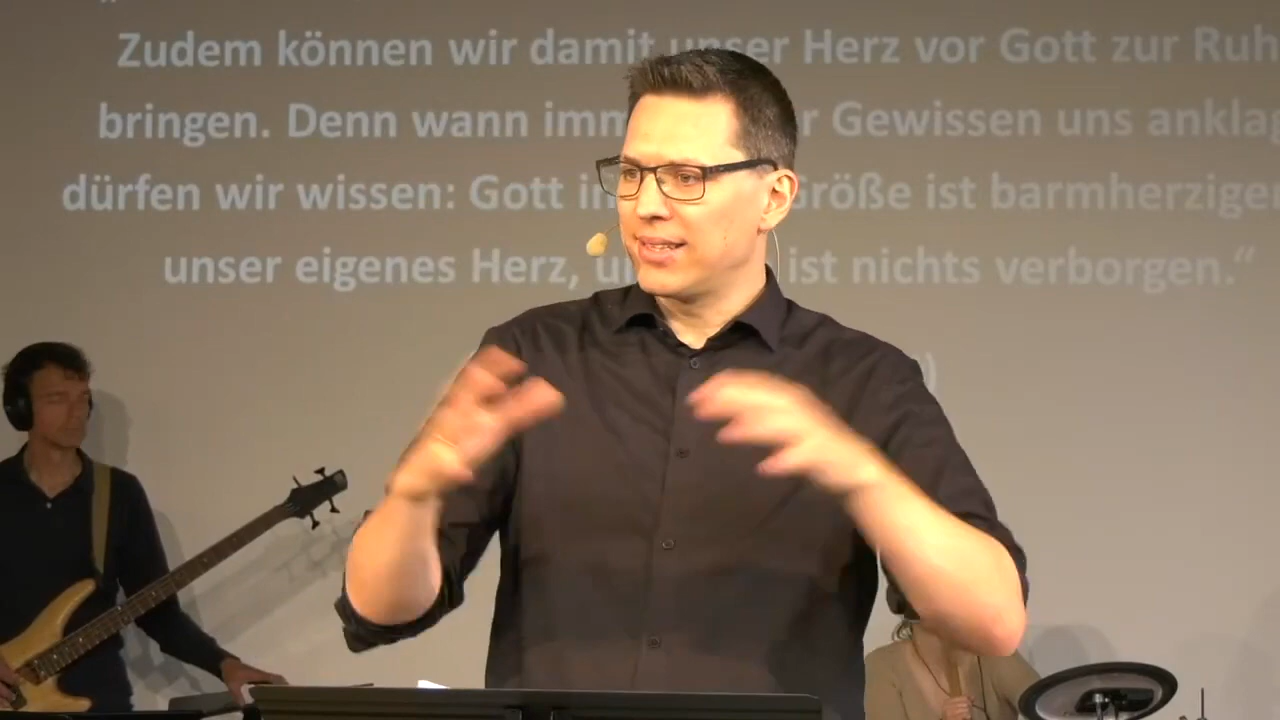 „
Zudem können wir damit unser Herz vor Gott zur Ruh
bringen. Denn wann imm r Gewissen uns anklag
dürfen wir wissen: Gott in röße ist barmherziger
unser eigenes Herz, un ist nichts verborgen.“
)